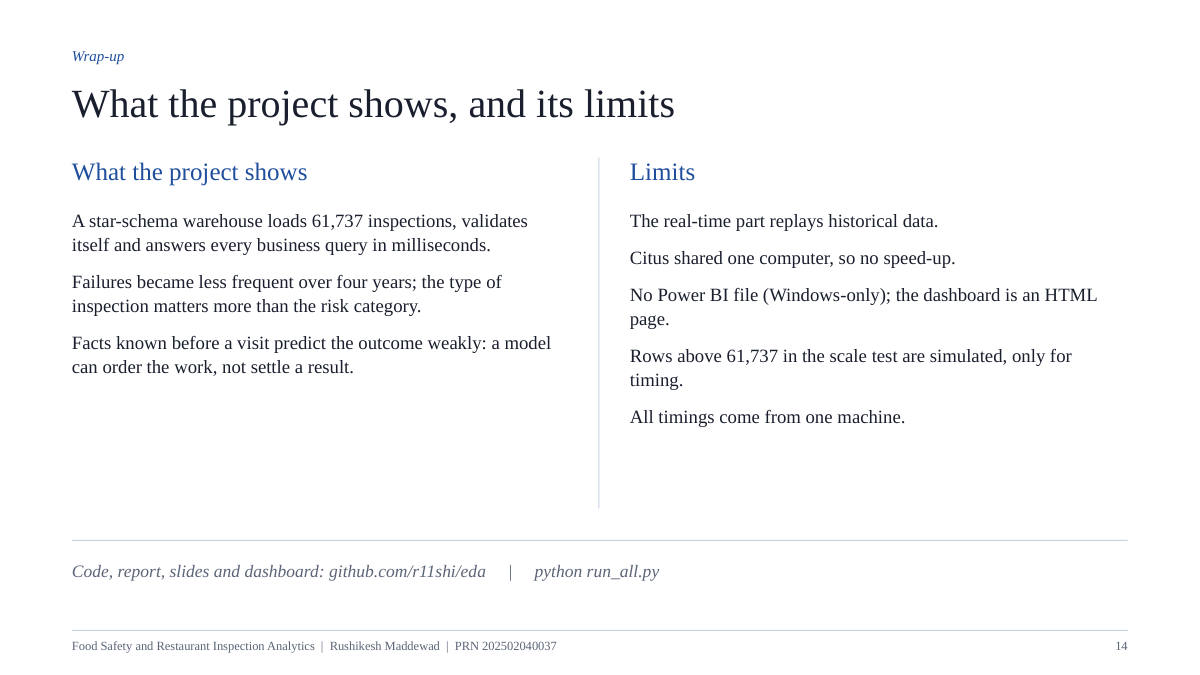 Wrap-up
What the project shows, and its limits
What the project shows
A star-schema warehouse loads 61,737 inspections, validates
itself and answers every business query in milliseconds.
Failures became less frequent over four years; the type of
inspection matters more than the risk category.
Facts known before a visit predict the outcome weakly: a model
can order the work, not settle a result.
Limits
The real-time part replays historical data.
Citus shared one computer, so no speed-up.
No Power BI file (Windows-only); the dashboard is an HTML
page.
Rows above 61,737 in the scale test are simulated, only for
timing.
All timings come from one machine.
Code, report, slides and dashboard: github.com/r11shi/eda | python run_all.py
Food Safety and Restaurant Inspection Analytics | Rushikesh Maddewad | PRN 202502040037
14